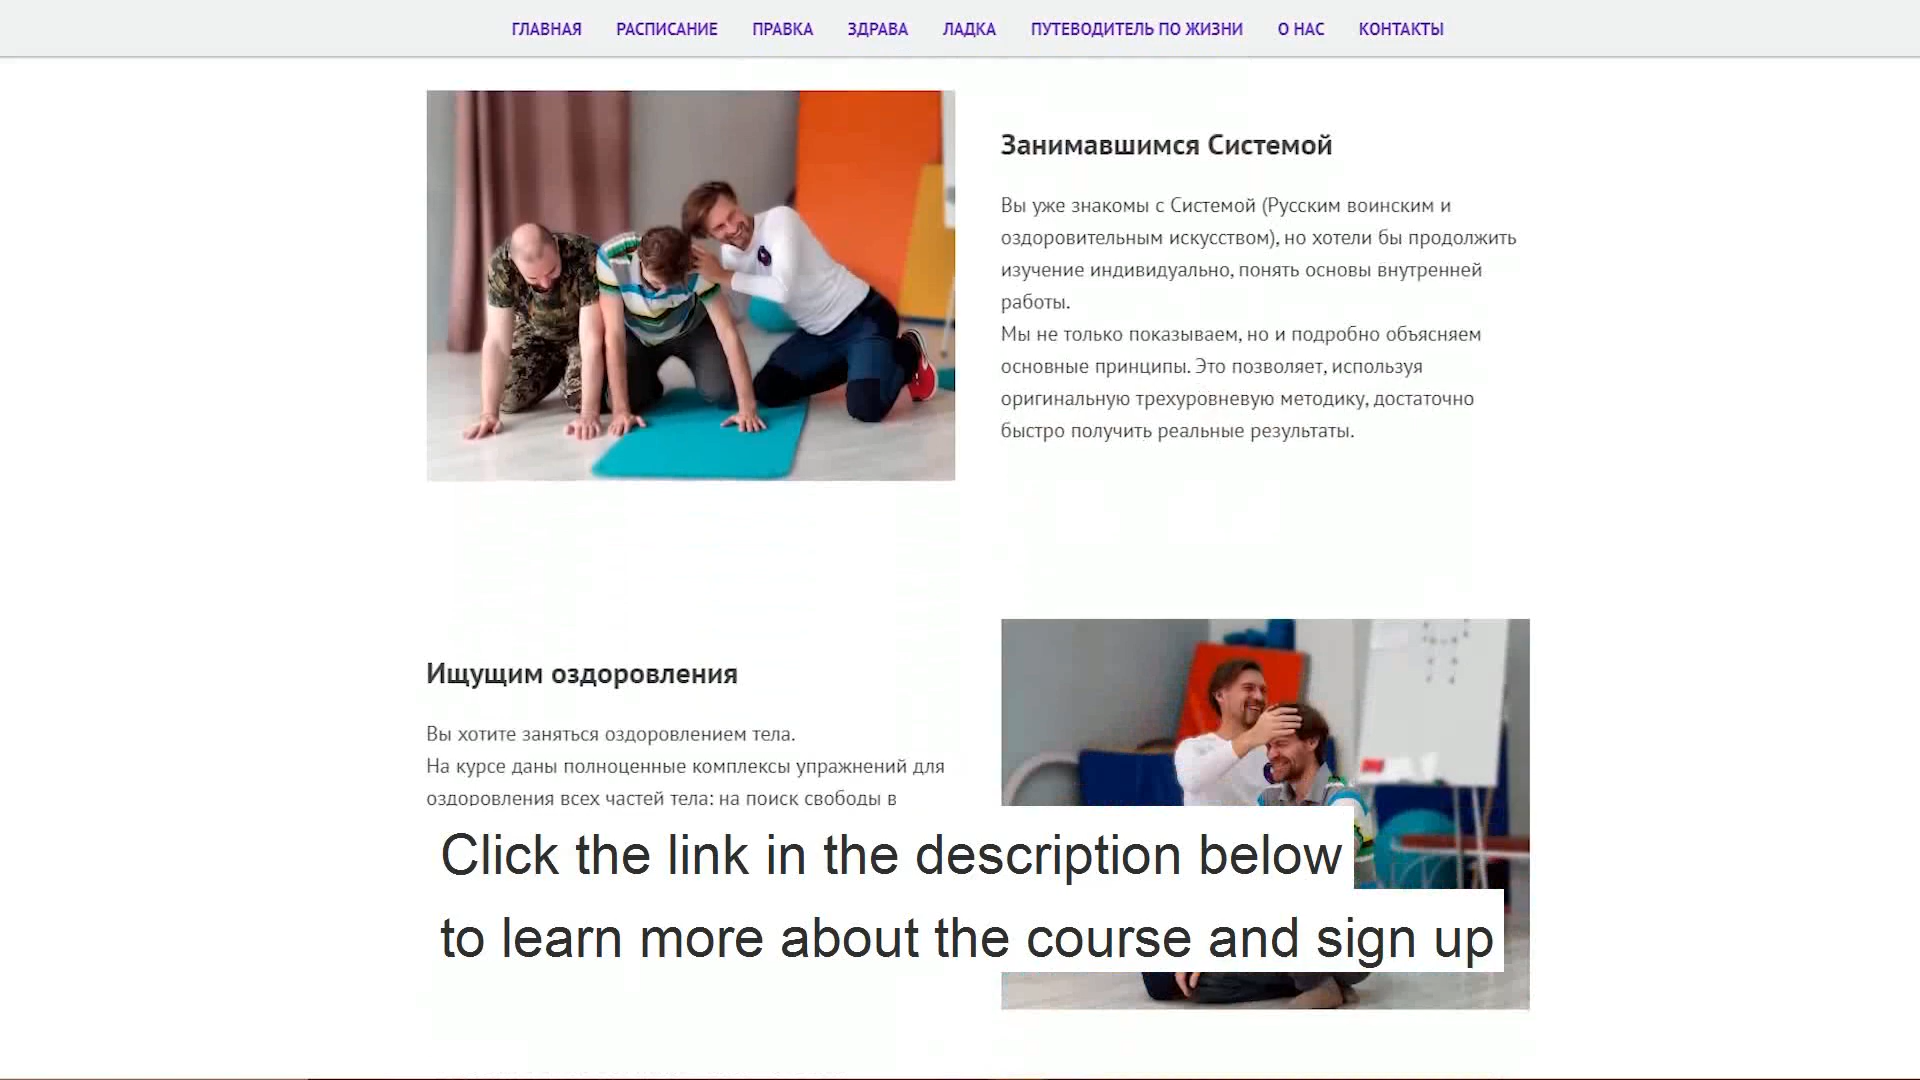 ГЛАВНАЯ РАСПИСАНИЕ ПРАВКА ЗДРАВА ЛАДКА ПУТЕВОДИТЕЛЬ ПО ЖИЗНИ О НАС КОНТАКТЫ
Занимавшимся Системой
Вы уже знакомы с Системой (Русским воинским и
оздоровительным искусством), но хотели бы продолжить
изучение индивидуально, понять основы внутренней
работы.
Мы не только показываем, но и подробно объясняем
основные принципы. Это позволяет, используя
оригинальную трехуровневую методику, достаточно
быстро получить реальные результаты.
Ищущим оздоровления
Вы хотите заняться оздоровлением тела.
На курсе даны полноценные комплексы упражнений для
оздоровления всех частей тела: на поиск свободы в
Click the link in the description below
to learn more about the course and sign up